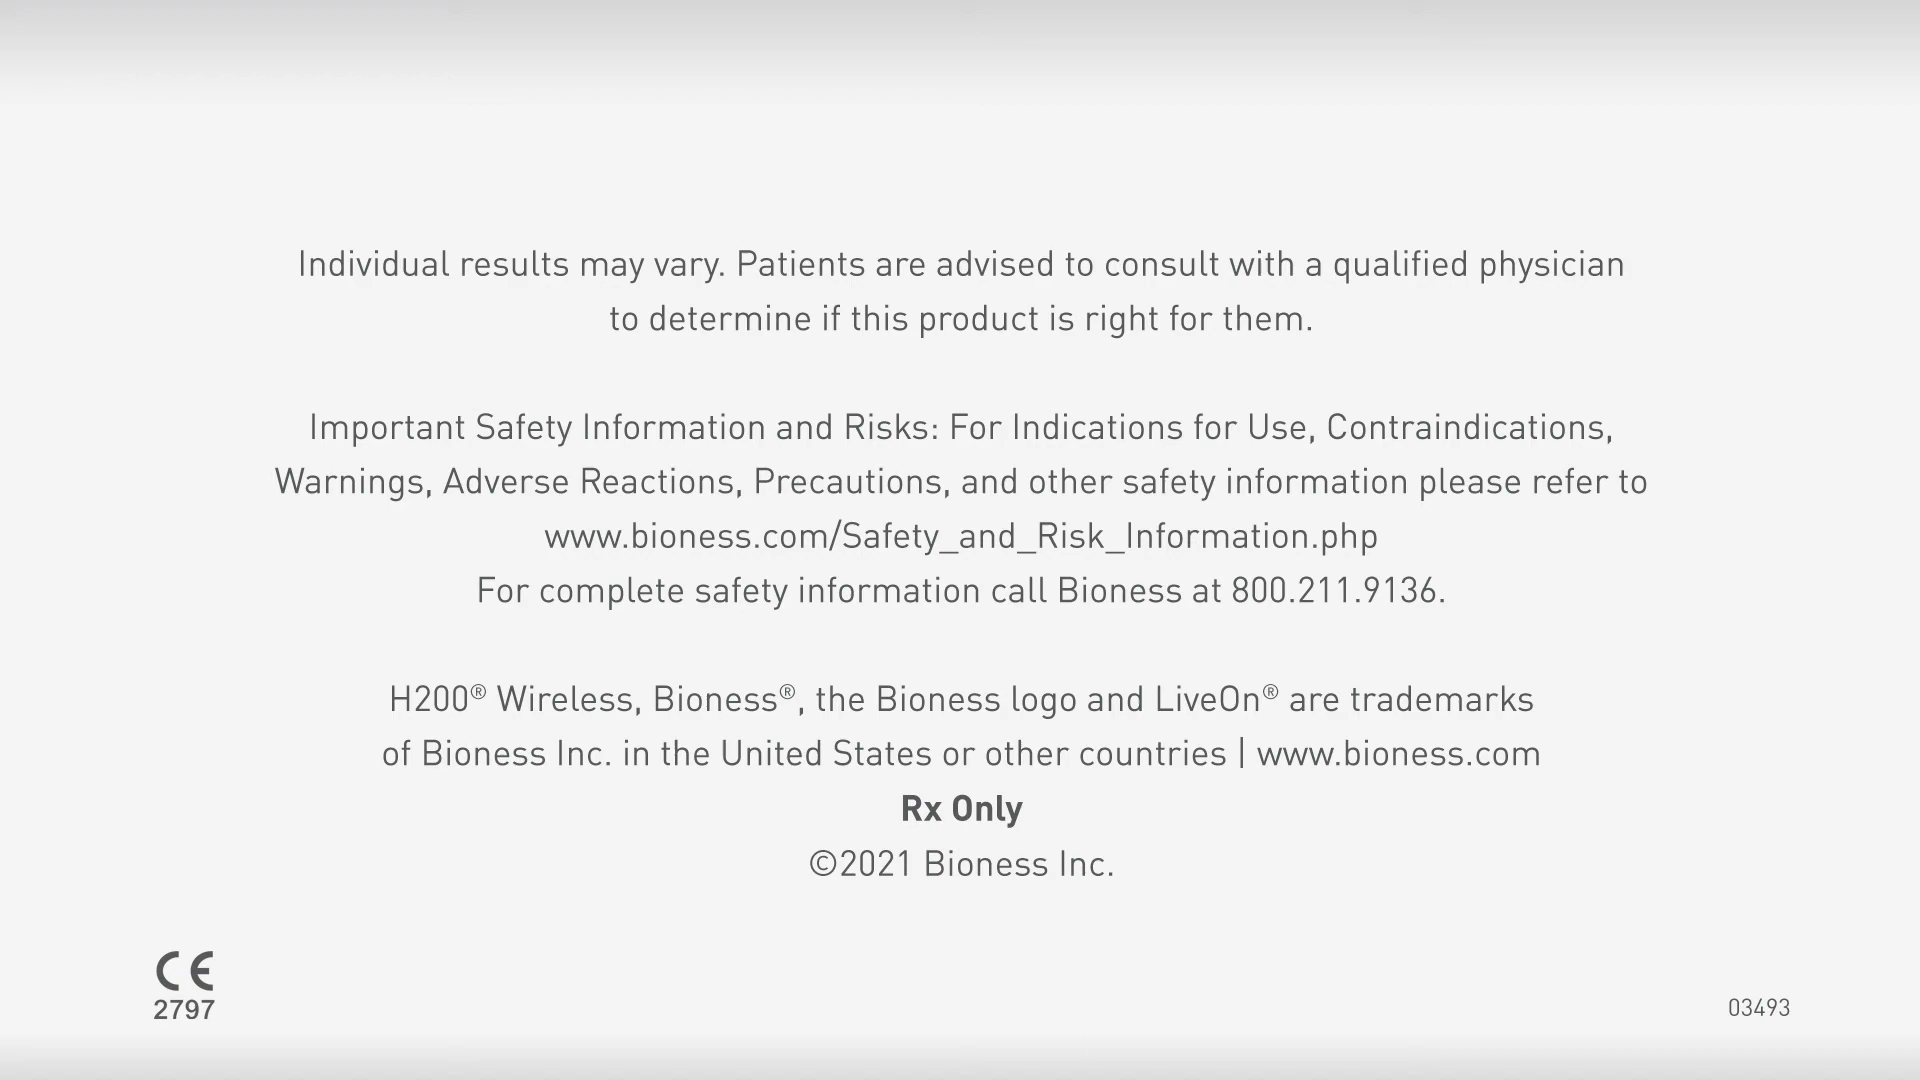 Individual results may vary. Patients are advised to consult with a qualified physician
to determine if this product is right for them.
Important Safety Information and Risks: For Indications for Use, Contraindications,
Warnings, Adverse Reactions, Precautions, and other safety information please refer to
www.bioness.com/Safety_and_Risk_Information.php
For complete safety information call Bioness at 800.211.9136.
H200® Wireless, Bioness®, the Bioness logo and LiveOn® are trademarks
of Bioness Inc. in the United States or other countries | www.bioness.com
Rx Only
©2021 Bioness Inc.
CE
2797
03493